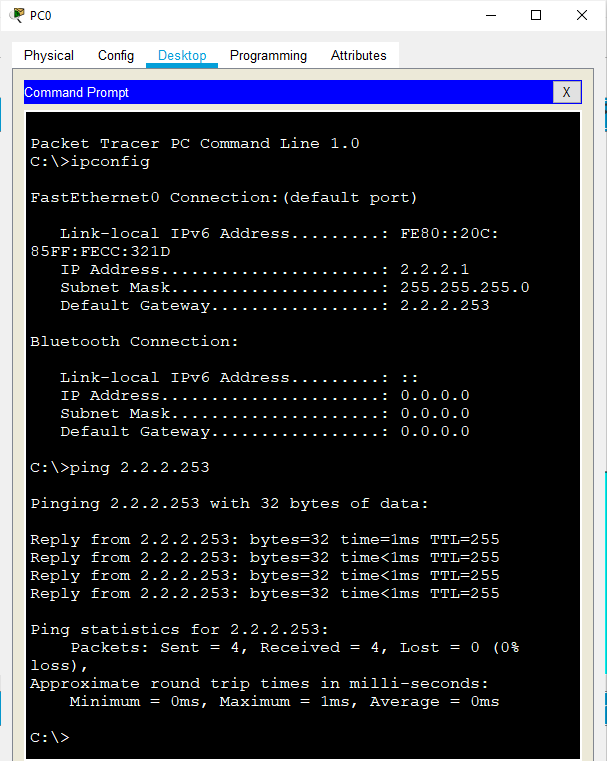 PC0
Physical Config Desktop Programming Attributes
Command Prompt X
Packet Tracer PC Command Line 1.0
C:\>ipconfig
FastEthernet0 Connection:(default port)
Link-local IPv6 Address.........: FE80::20C:
85FF:FECC:321D
IP Address......................: 2.2.2.1
Subnet Mask.....................: 255.255.255.0
Default Gateway.................: 2.2.2.253
Bluetooth Connection:
Link-local IPv6 Address.........: ::
IP Address......................: 0.0.0.0
Subnet Mask.....................: 0.0.0.0
Default Gateway.................: 0.0.0.0
C:\>ping 2.2.2.253
Pinging 2.2.2.253 with 32 bytes of data:
Reply from 2.2.2.253: bytes=32 time=1ms TTL=255
Reply from 2.2.2.253: bytes=32 time<1ms TTL=255
Reply from 2.2.2.253: bytes=32 time<1ms TTL=255
Reply from 2.2.2.253: bytes=32 time<1ms TTL=255
Ping statistics for 2.2.2.253:
Packets: Sent = 4, Received = 4, Lost = 0 (0%
loss),
Approximate round trip times in milli-seconds:
Minimum = 0ms, Maximum = 1ms, Average = 0ms
C:\>